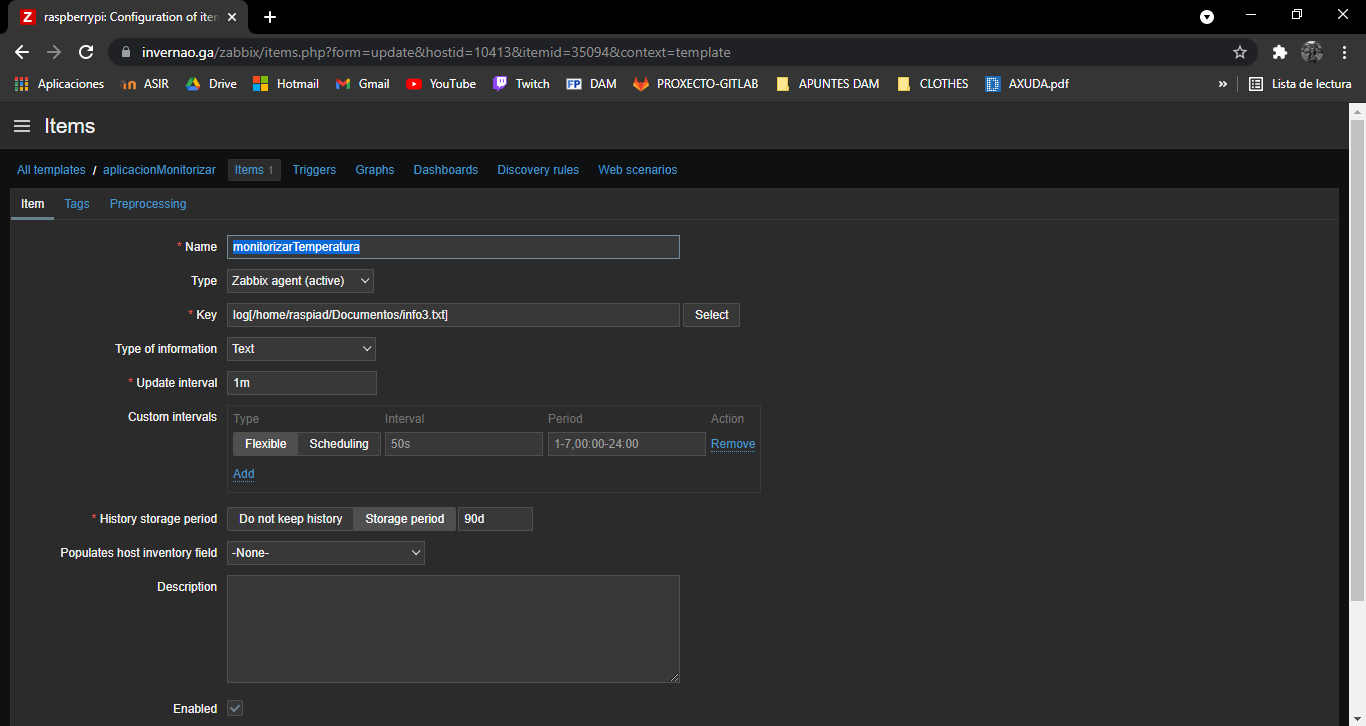 raspberrypi: Configuration of iten
invernao.ga/zabbix/items.php?form=update&hostid=10413&itemid=35094&context=template
Aplicaciones ASIR Drive Hotmail Gmail YouTube Twitch FP DAM PROXECTO-GITLAB APUNTES DAM CLOTHES AXUDA.pdf » Lista de lectura
Items
All templates / aplicacionMonitorizar Items 1 Triggers Graphs Dashboards Discovery rules Web scenarios
Item Tags Preprocessing
* Name monitorizarTemperatura
Type Zabbix agent (active)
* Key log[/home/raspiad/Documentos/info3.txt] Select
Type of information Text
* Update interval 1m
Custom intervals Type Interval Period Action
Flexible Scheduling 50s 1-7,00:00-24:00 Remove
Add
* History storage period Do not keep history Storage period 90d
Populates host inventory field -None-
Description
Enabled